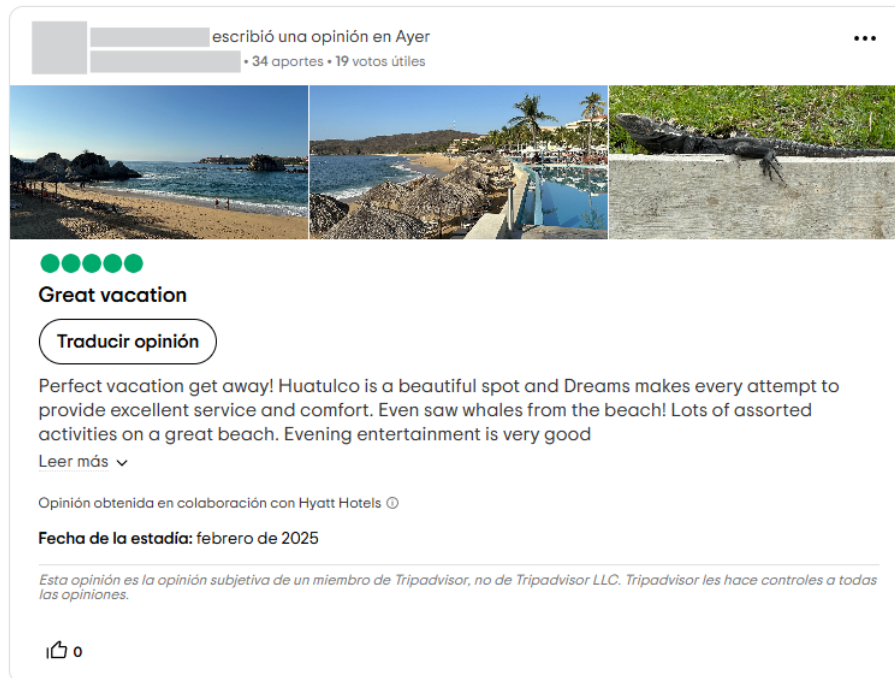 escribió una opinión en Ayer
• 34 aportes • 19 votos útiles
Great vacation
Traducir opinión
Perfect vacation get away! Huatulco is a beautiful spot and Dreams makes every attempt to
provide excellent service and comfort. Even saw whales from the beach! Lots of assorted
activities on a great beach. Evening entertainment is very good
Leer más
Opinión obtenida en colaboración con Hyatt Hotels
Fecha de la estadía: febrero de 2025
Esta opinión es la opinión subjetiva de un miembro de Tripadvisor, no de Tripadvisor LLC. Tripadvisor les hace controles a todas
las opiniones.
0